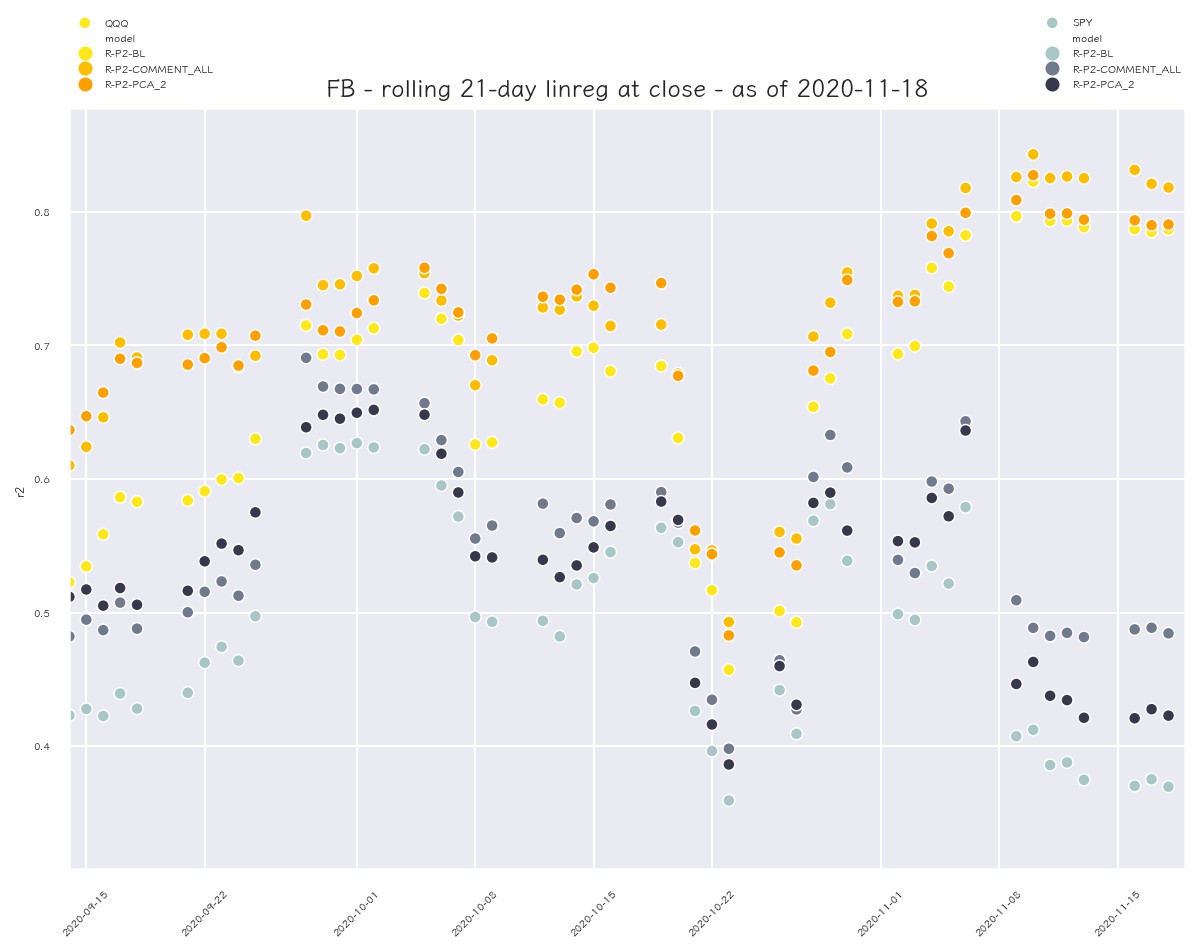 QQQ
model
R-P2-BL
R-P2-COMMENT_ALL
R-P2-PCA_2
SPY
model
R-P2-BL
R-P2-COMMENT_ALL
R-P2-PCA_2
FB - rolling 21-day linreg at close - as of 2020-11-18
0.8
0.7
0.6
0.5
0.4
r2
2020-09-15
2020-09-22
2020-10-01
2020-10-08
2020-10-15
2020-10-22
2020-11-01
2020-11-08
2020-11-15